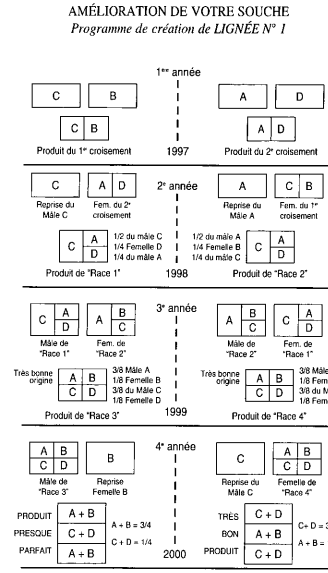 AMÉLIORATION DE VOTRE SOUCHE
Programme de création de LIGNÉE N° 1
1ère année
C B A D
C B A D
Produit du 1er croisement 1997 Produit du 2e croisement
2e année
C A D A C B
Reprise du Mâle C
Fem. du 2e croisement
Reprise du Mâle A
Fem. du 1er croisement
C A D
1/2 du mâle C
1/4 Femelle D
1/4 du mâle A
1/2 du mâle A
1/4 Femelle B
1/4 du mâle C
A C B
Produit de "Race 1" 1998 Produit de "Race 2"
3e année
C A D A B C
A B C C A D
Mâle de "Race 1"
Fem. de "Race 2"
Mâle de "Race 2"
Fem. de "Race 1"
Très bonne origine
A B C D
3/8 Mâle A
1/8 Femelle B
3/8 du Mâle C
1/8 Femelle D
Très bonne origine
A B C D
3/8 Mâle
1/8 Fem
3/8 du M
1/8 Fem
Produit de "Race 3" 1999 Produit de "Race 4"
4e année
A B C D B
C A B C D
Mâle de "Race 3"
Reprise Femelle B
Reprise du Mâle C
Femelle de "Race 4"
PRODUIT A + B
PRESQUE C + D
PARFAIT A + B
A + B = 3/4
C + D = 1/4
2000
TRÈS C + D
BON A + B
PRODUIT C + D
C + D = 3
A + B =